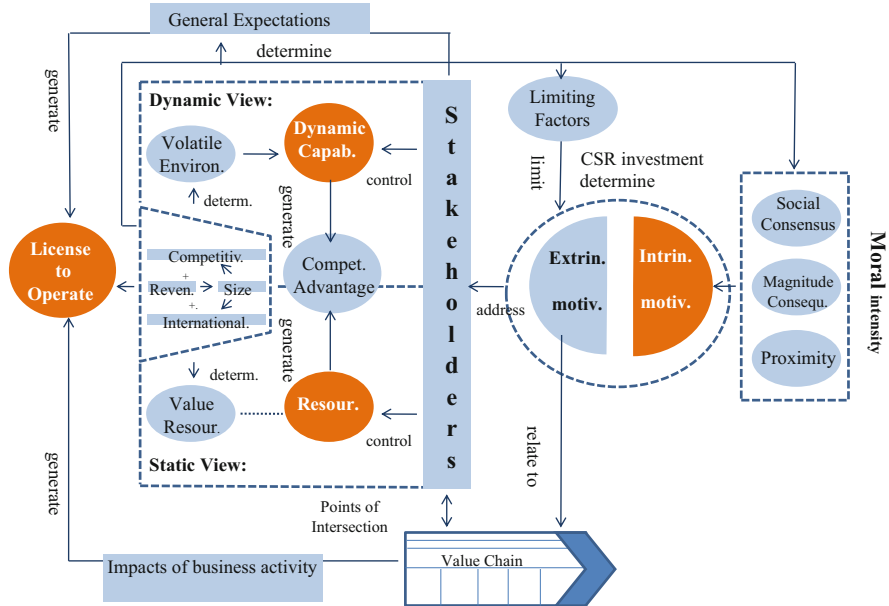 General Expectations
determine
generate
Dynamic View:
Volatile
Environ.
Dynamic
Capab.
control
determ.
generate
License
to
Operate
Competitiv.
+
Reven.
Size
+.
International.
Compet.
Advantage
generate
determ.
Value
Resour.
Resour.
control
Static View:
generate
Stakeholders
Points of
Intersection
Impacts of business activity
Value Chain
Limiting
Factors
limit
CSR investment
determine
Extrin.
motiv.
Intrin.
motiv.
address
relate to
Social
Consensus
Magnitude
Consequ.
Proximity
Moral intensity